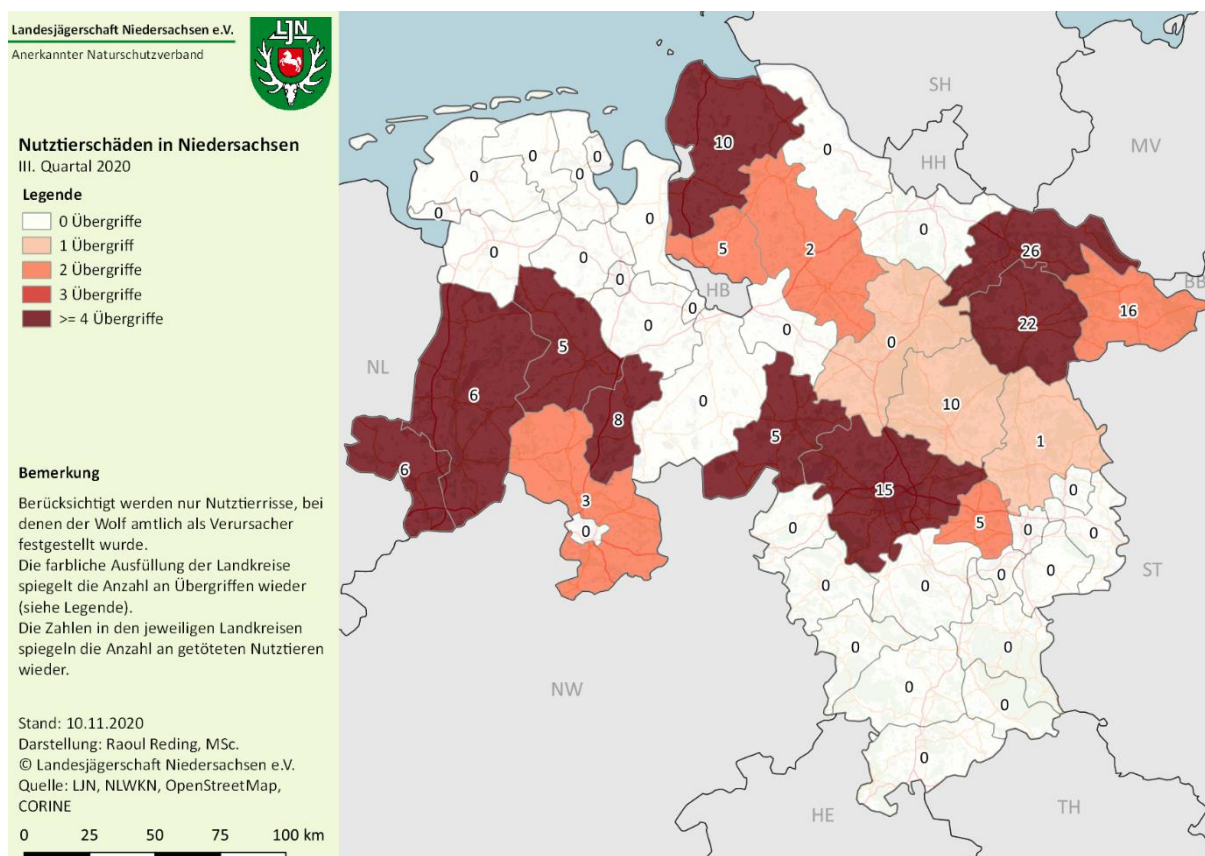 Landesjägerschaft Niedersachsen e.V.
Anerkannter Naturschutzverband
LJN
Nutztierschäden in Niedersachsen
III. Quartal 2020
Legende
0 Übergriffe
1 Übergriff
2 Übergriffe
3 Übergriffe
>= 4 Übergriffe
Bemerkung
Berücksichtigt werden nur Nutztierrisse, bei
denen der Wolf amtlich als Verursacher
festgestellt wurde.
Die farbliche Ausfüllung der Landkreise
spiegelt die Anzahl an Übergriffen wieder
(siehe Legende).
Die Zahlen in den jeweiligen Landkreisen
spiegeln die Anzahl an getöteten Nutztieren
wieder.
Stand: 10.11.2020
Darstellung: Raoul Reding, MSc.
© Landesjägerschaft Niedersachsen e.V.
Quelle: LJN, NLWKN, OpenStreetMap,
CORINE
0 25 50 75 100 km
SH
10
0
MV
0 0
HH
0 0
0 0
0
26
0 0
5 2
0
HB
BB
16
22
0
0
0 0
0
5
NL
6
0
10
8
5
1
6
15
0
3
0
5
0
0
0
0
0
0
0
0
ST
0
0
NW
0
0
0
HE
TH